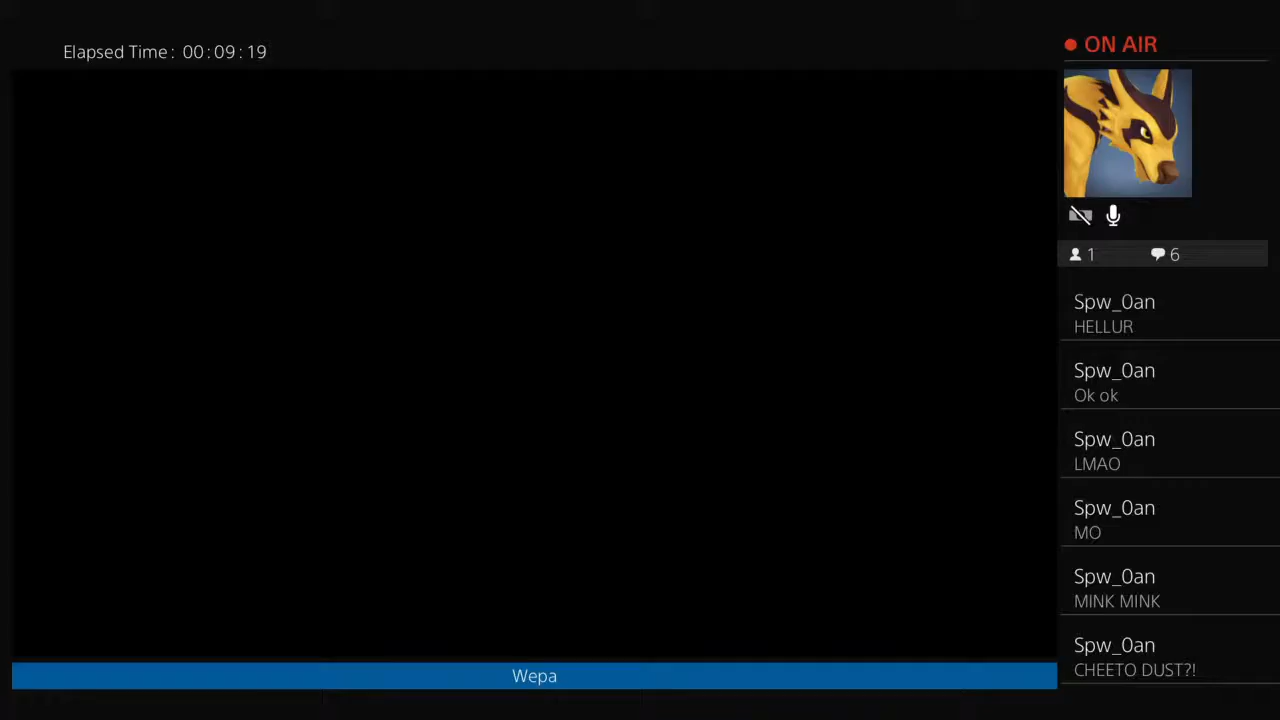 Elapsed Time: 00:09:19
ON AIR
1 6
Spw_0an
HELLUR
Spw_0an
Ok ok
Spw_0an
LMAO
Spw_0an
MO
Spw_0an
MINK MINK
Spw_0an
CHEETO DUST?!
Wepa